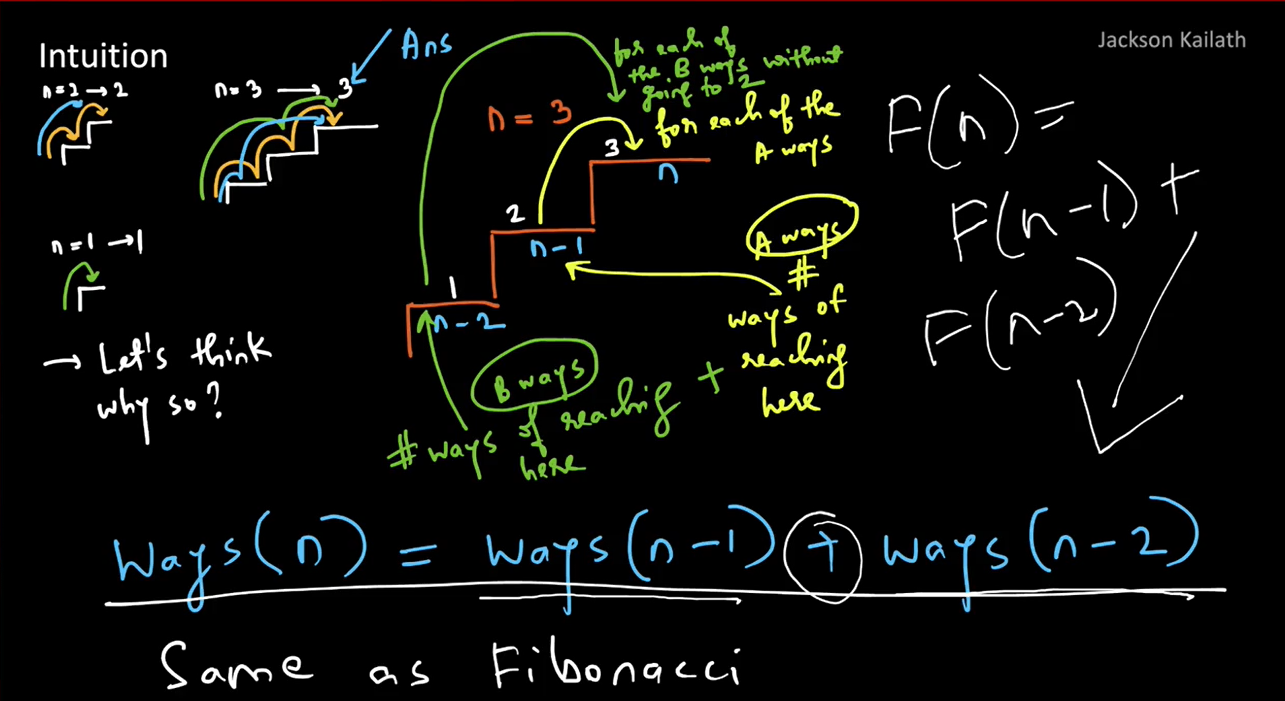 Intuition
Jackson Kailath
n=2 → 2
n=3 → 3
Ans
n=1 → 1
→ Let's think
why so?
for each of
the B ways without
going to 2
n = 3
for each of the
A ways
3
n
2
n-1
1
n-2
A ways
#
ways of
reaching
here
B ways
# ways of reaching +
here
F(n) =
F(n-1) +
F(n-2)
Ways(n) = ways(n-1) + ways(n-2)
Same as Fibonacci